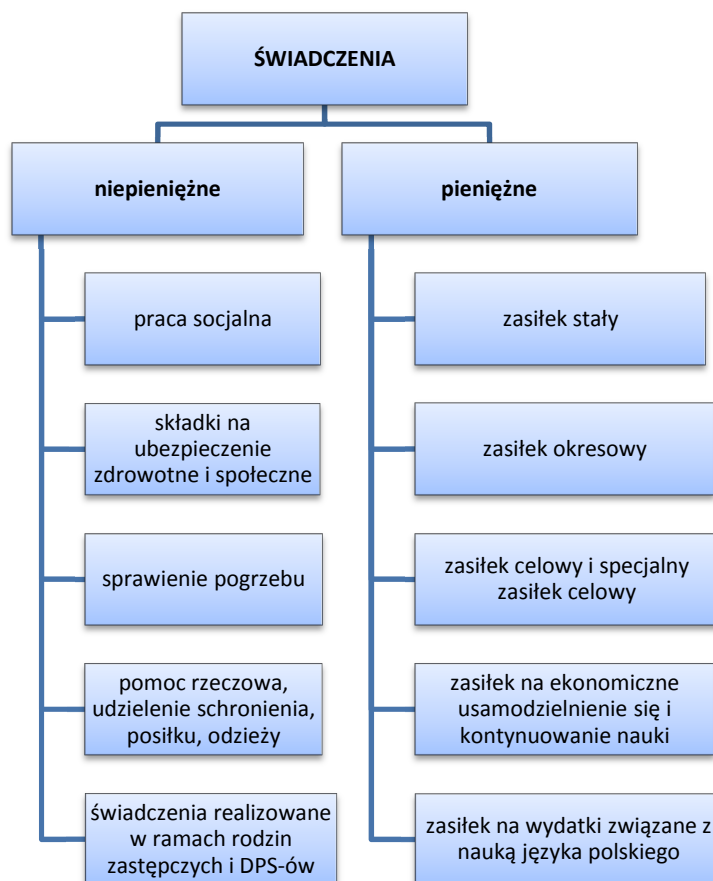 ŚWIADCZENIA
niepieniężne
praca socjalna
składki na
ubezpieczenie
zdrowotne i społeczne
sprawienie pogrzebu
pomoc rzeczowa,
udzielenie schronienia,
posiłku, odzieży
świadczenia realizowane
w ramach rodzin
zastępczych i DPS-ów
pieniężne
zasiłek stały
zasiłek okresowy
zasiłek celowy i specjalny
zasiłek celowy
zasiłek na ekonomiczne
usamodzielnienie się i
kontynuowanie nauki
zasiłek na wydatki związane z
nauką języka polskiego